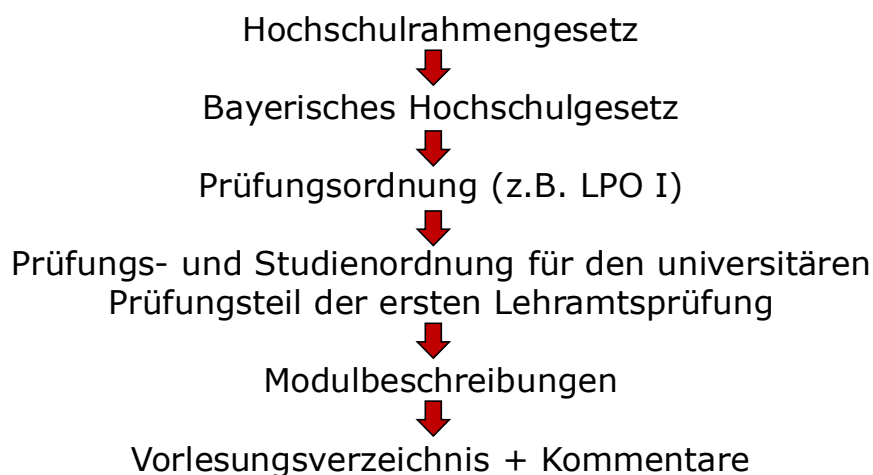 Hochschulrahmengesetz
Bayerisches Hochschulgesetz
Prüfungsordnung (z.B. LPO I)
Prüfungs- und Studienordnung für den universitären
Prüfungsteil der ersten Lehramtsprüfung
Modulbeschreibungen
Vorlesungsverzeichnis + Kommentare